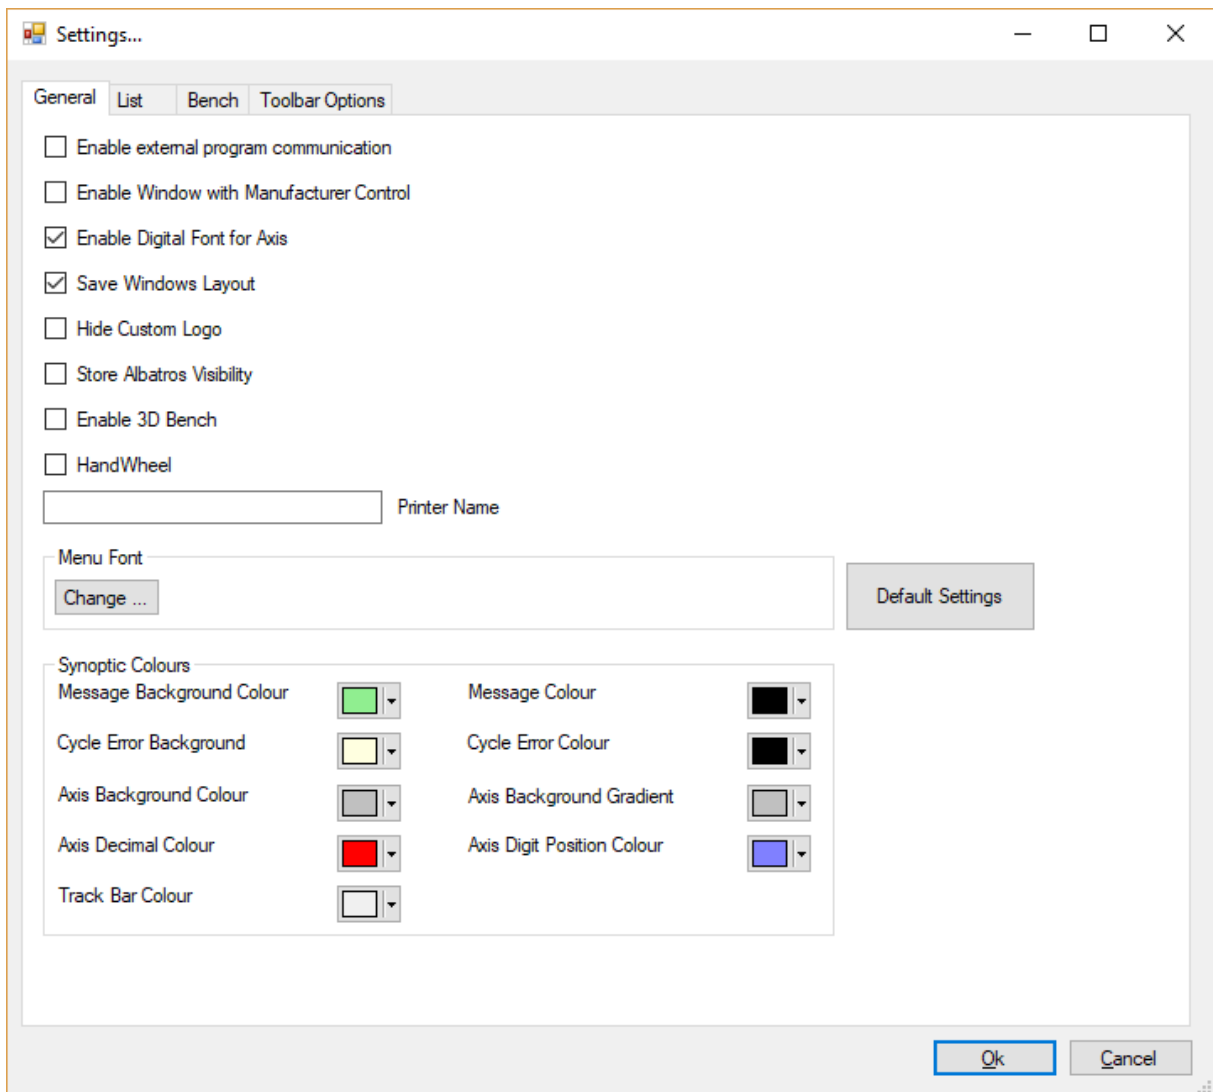 Settings...
General List Bench Toolbar Options
Enable external program communication
Enable Window with Manufacturer Control
Enable Digital Font for Axis
Save Windows Layout
Hide Custom Logo
Store Albatros Visibility
Enable 3D Bench
HandWheel
Printer Name
Menu Font
Change ...
Default Settings
Synoptic Colours
Message Background Colour Message Colour
Cycle Error Background Cycle Error Colour
Axis Background Colour Axis Background Gradient
Axis Decimal Colour Axis Digit Position Colour
Track Bar Colour
Ok Cancel